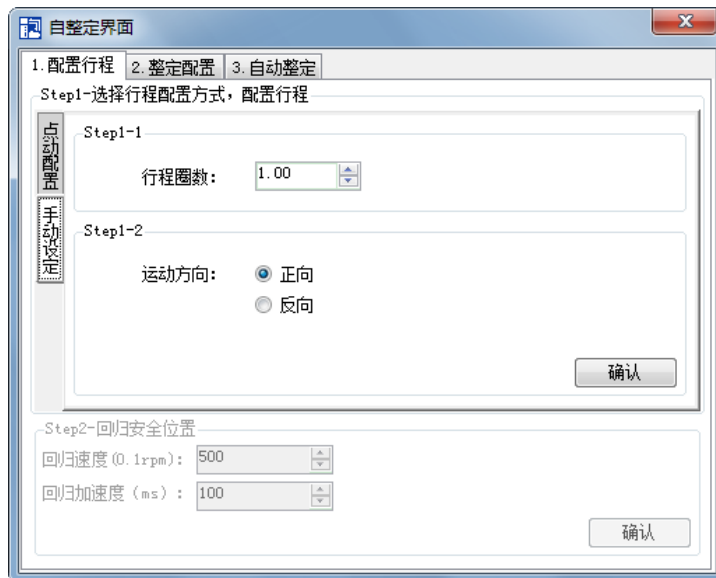 自整定界面
1.配置行程 2.整定配置 3.自动整定
Step1-选择行程配置方式，配置行程
点动配置
手动设定
Step1-1
行程圈数： 1.00
Step1-2
运动方向： 正向
反向
确认
Step2-回归安全位置
回归速度(0.1rpm)： 500
回归加速度（ms）： 100
确认